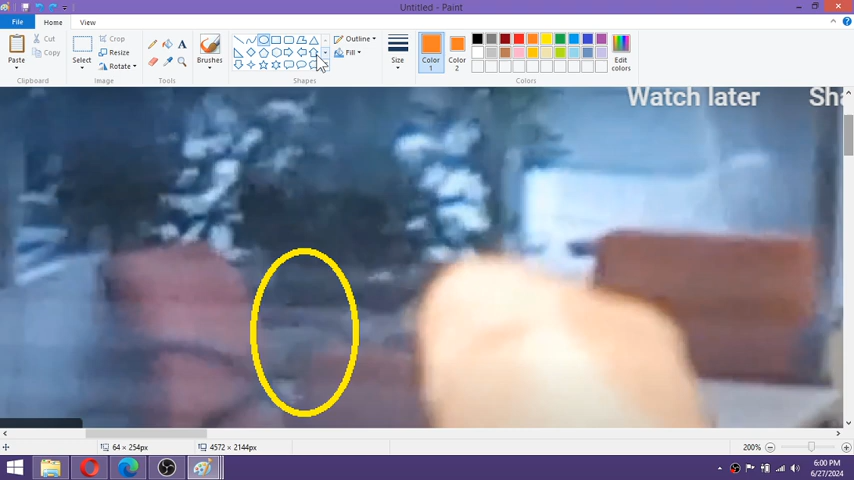 Untitled - Paint
File
Home
View
Paste
Cut
Copy
Clipboard
Select
Crop
Resize
Rotate
Image
Tools
Brushes
Shapes
Outline
Fill
Size
Color 1
Color 2
Edit colors
Colors
Watch later
Sha
64 × 254px
4572 × 2144px
200%
6:00 PM
6/27/2024